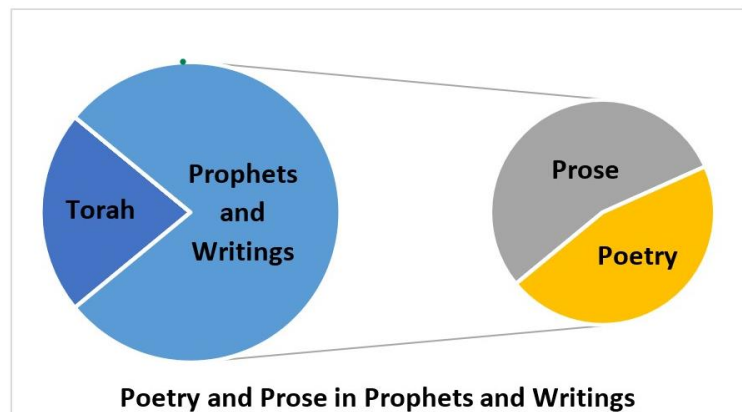 Torah
Prophets
and
Writings
Prose
Poetry
Poetry and Prose in Prophets and Writings